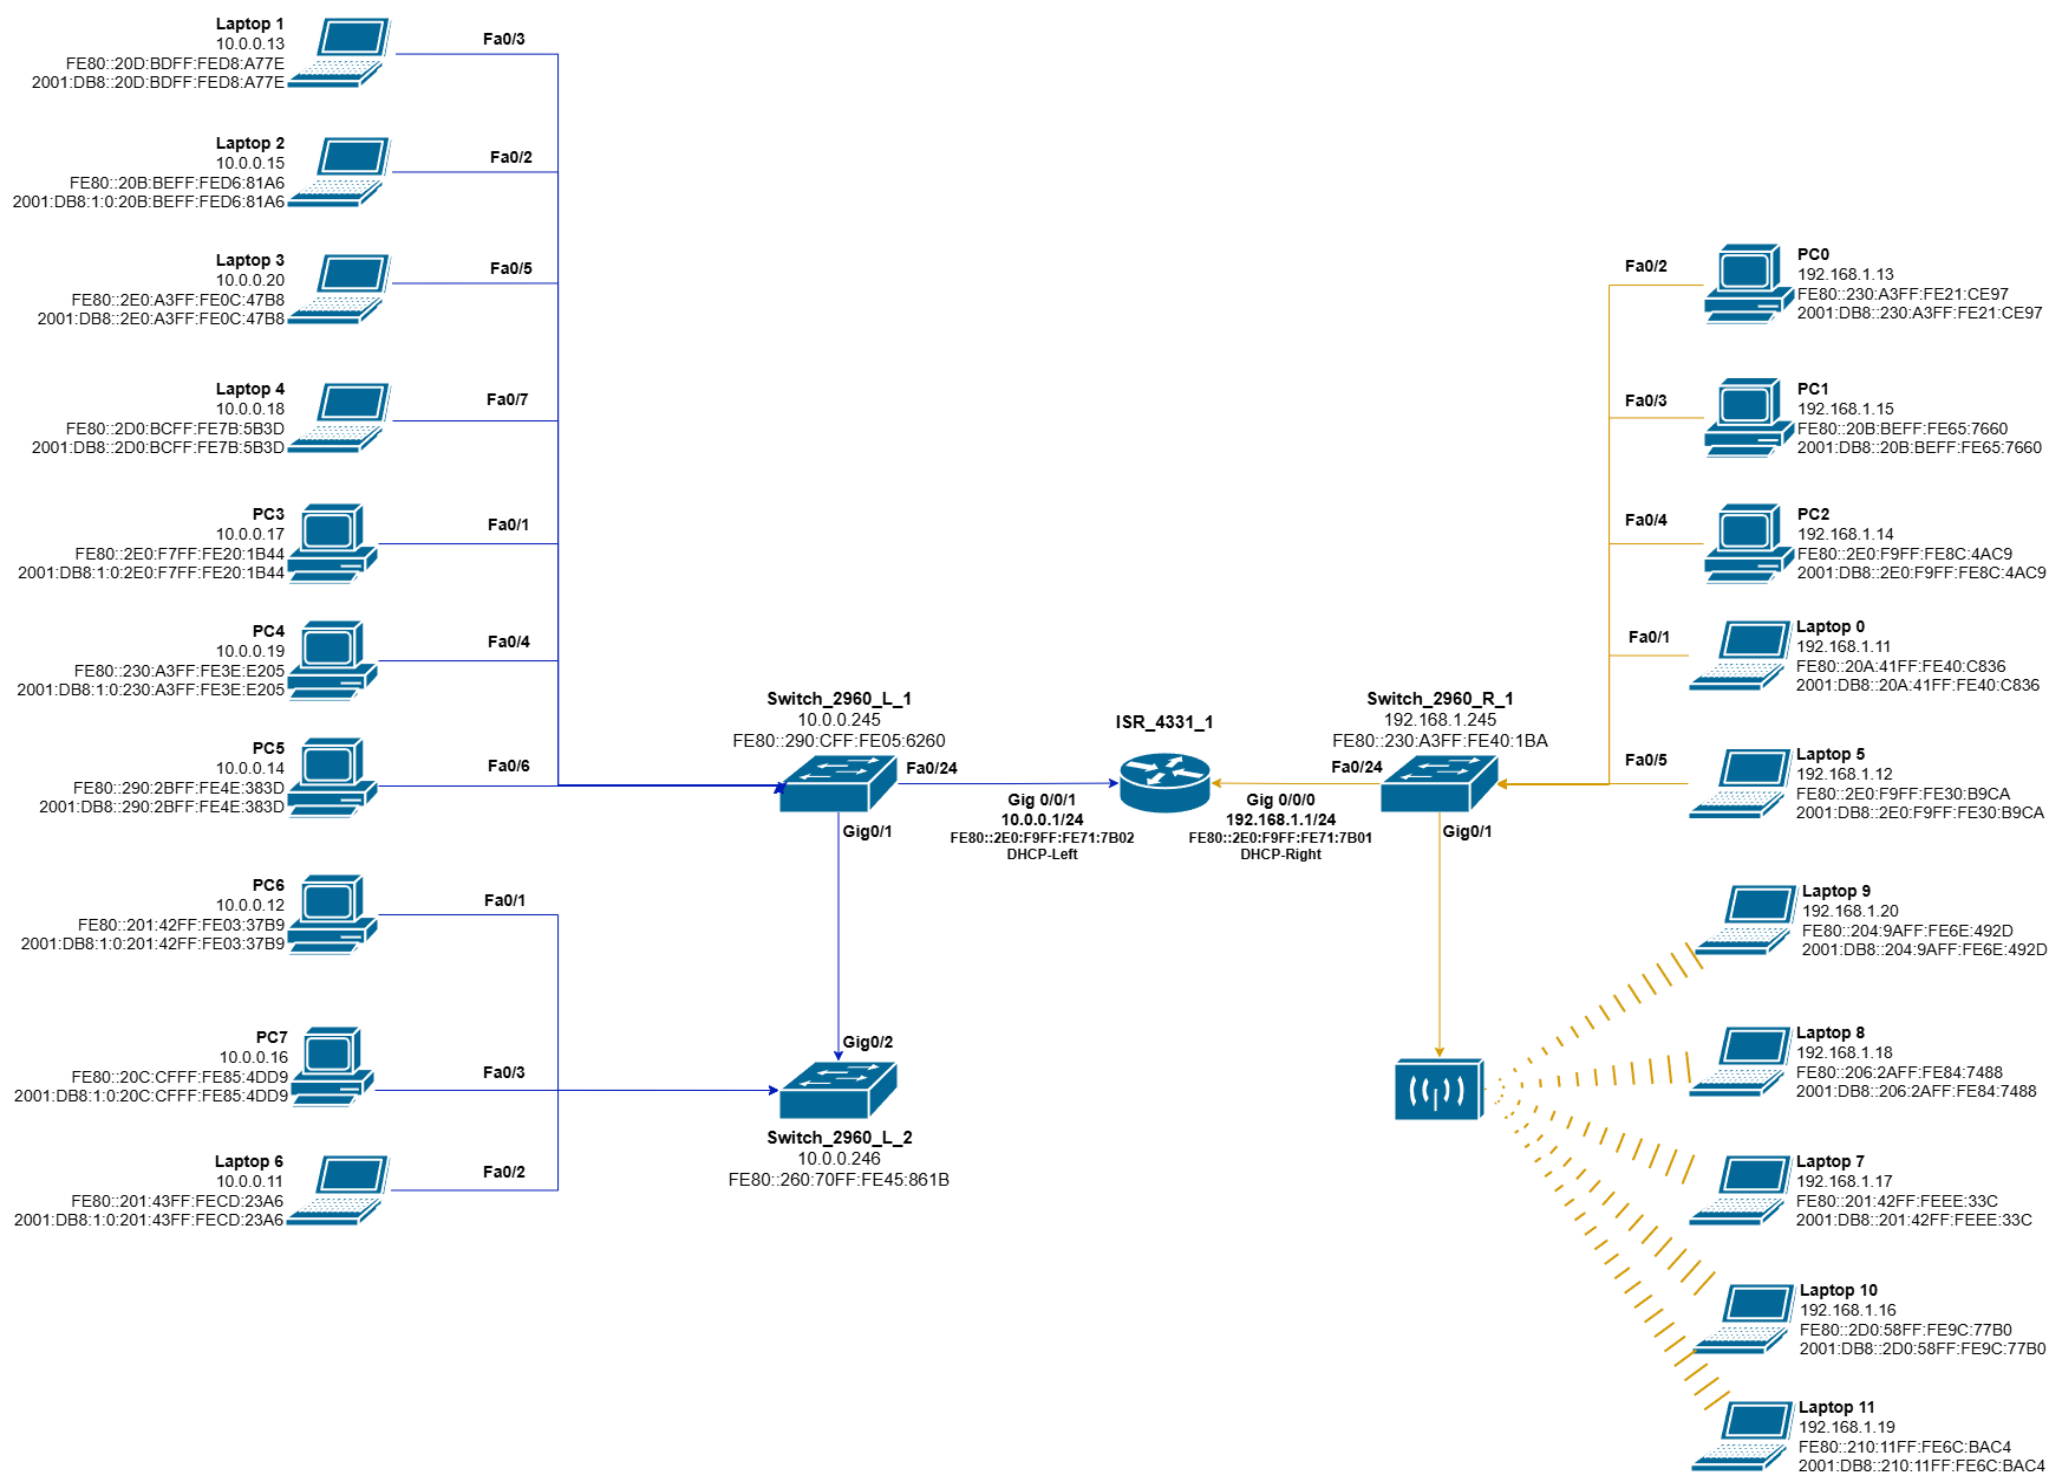 Laptop 1
10.0.0.13
FE80::20D:BDFF:FED8:A77E
2001:DB8::20D:BDFF:FED8:A77E
Fa0/3
Laptop 2
10.0.0.15
FE80::20B:BEFF:FED6:81A6
2001:DB8:1:0:20B:BEFF:FED6:81A6
Fa0/2
Laptop 3
10.0.0.20
FE80::2E0:A3FF:FE0C:47B8
2001:DB8::2E0:A3FF:FE0C:47B8
Fa0/5
Laptop 4
10.0.0.18
FE80::2D0:BCFF:FE7B:5B3D
2001:DB8::2D0:BCFF:FE7B:5B3D
Fa0/7
PC3
10.0.0.17
FE80::2E0:F7FF:FE20:1B44
2001:DB8:1:0:2E0:F7FF:FE20:1B44
Fa0/1
PC4
10.0.0.19
FE80::230:A3FF:FE3E:E205
2001:DB8:1:0:230:A3FF:FE3E:E205
Fa0/4
PC5
10.0.0.14
FE80::290:2BFF:FE4E:383D
2001:DB8::290:2BFF:FE4E:383D
Fa0/6
PC6
10.0.0.12
FE80::201:42FF:FE03:37B9
2001:DB8:1:0:201:42FF:FE03:37B9
Fa0/1
PC7
10.0.0.16
FE80::20C:CFFF:FE85:4DD9
2001:DB8:1:0:20C:CFFF:FE85:4DD9
Fa0/3
Laptop 6
10.0.0.11
FE80::201:43FF:FECD:23A6
2001:DB8:1:0:201:43FF:FECD:23A6
Fa0/2
Switch_2960_L_1
10.0.0.245
FE80::290:CFF:FE05:6260
Fa0/24
Gig0/1
Gig0/2
Switch_2960_L_2
10.0.0.246
FE80::260:70FF:FE45:861B
ISR_4331_1
Gig 0/0/1
10.0.0.1/24
FE80::2E0:F9FF:FE71:7B02
DHCP-Left
Gig 0/0/0
192.168.1.1/24
FE80::2E0:F9FF:FE71:7B01
DHCP-Right
Switch_2960_R_1
192.168.1.245
FE80::230:A3FF:FE40:1BA
Fa0/24
Gig0/1
Fa0/2
PC0
192.168.1.13
FE80::230:A3FF:FE21:CE97
2001:DB8::230:A3FF:FE21:CE97
Fa0/3
PC1
192.168.1.15
FE80::20B:BEFF:FE65:7660
2001:DB8::20B:BEFF:FE65:7660
Fa0/4
PC2
192.168.1.14
FE80::2E0:F9FF:FE8C:4AC9
2001:DB8::2E0:F9FF:FE8C:4AC9
Fa0/1
Laptop 0
192.168.1.11
FE80::20A:41FF:FE40:C836
2001:DB8::20A:41FF:FE40:C836
Fa0/5
Laptop 5
192.168.1.12
FE80::2E0:F9FF:FE30:B9CA
2001:DB8::2E0:F9FF:FE30:B9CA
Laptop 9
192.168.1.20
FE80::204:9AFF:FE6E:492D
2001:DB8::204:9AFF:FE6E:492D
Laptop 8
192.168.1.18
FE80::206:2AFF:FE84:7488
2001:DB8::206:2AFF:FE84:7488
Laptop 7
192.168.1.17
FE80::201:42FF:FEEE:33C
2001:DB8::201:42FF:FEEE:33C
Laptop 10
192.168.1.16
FE80::2D0:58FF:FE9C:77B0
2001:DB8::2D0:58FF:FE9C:77B0
Laptop 11
192.168.1.19
FE80::210:11FF:FE6C:BAC4
2001:DB8::210:11FF:FE6C:BAC4